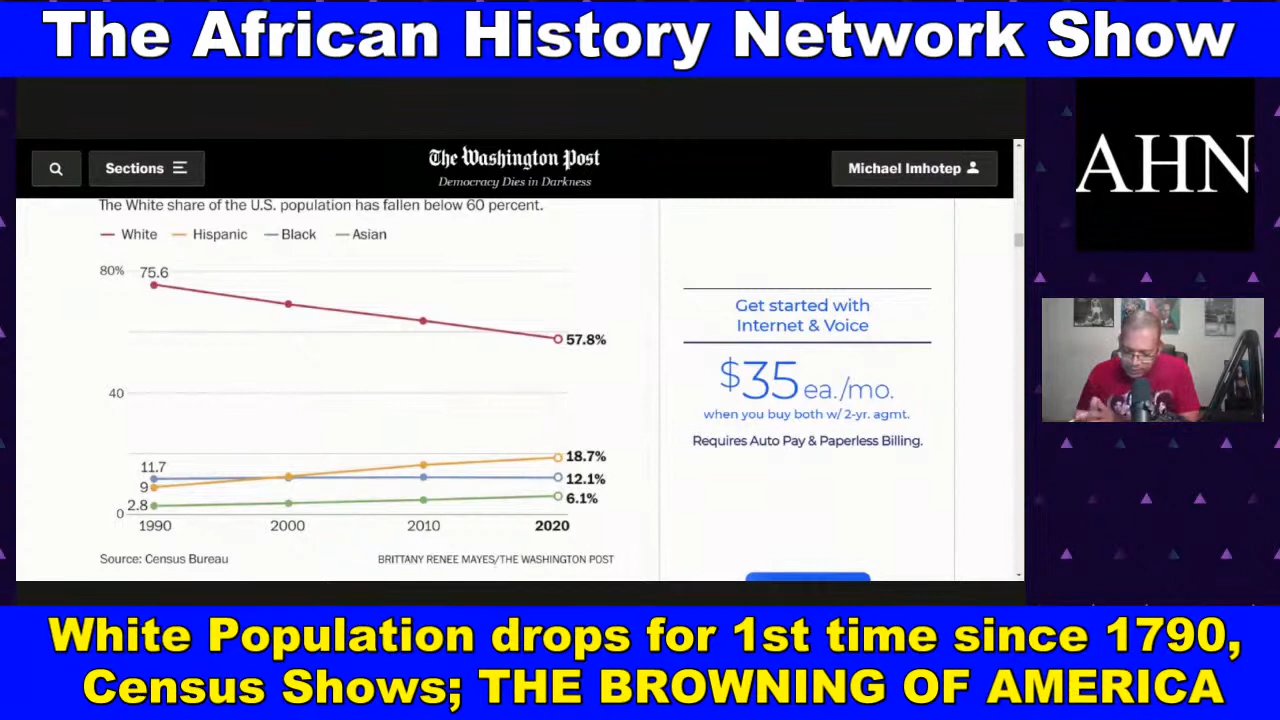 The African History Network Show
Sections
The Washington Post
Democracy Dies in Darkness
Michael Imhotep
AHN
The White share of the U.S. population has fallen below 60 percent.
White Hispanic Black Asian
80% 75.6
57.8%
40
11.7
9
2.8
0
18.7%
12.1%
6.1%
1990 2000 2010 2020
Source: Census Bureau BRITTANY RENEE MAYES/THE WASHINGTON POST
Get started with
Internet & Voice
$35 ea./mo.
when you buy both w/ 2-yr. agmt.
Requires Auto Pay & Paperless Billing.
White Population drops for 1st time since 1790,
Census Shows; THE BROWNING OF AMERICA